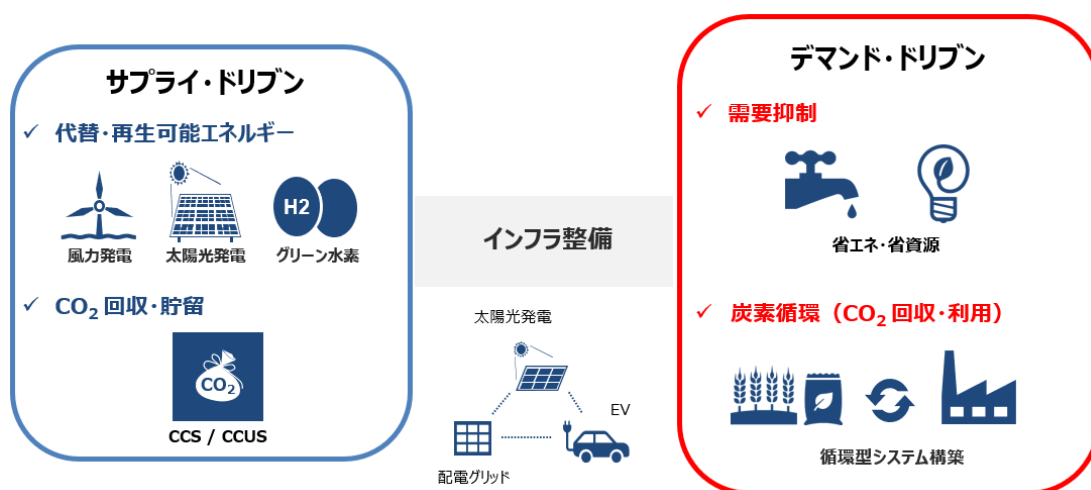 サプライ・ドリブン
✓ 代替・再生可能エネルギー
H2
風力発電
太陽光発電
グリーン水素
✓ CO₂ 回収・貯留
CO₂
CCS / CCUS
インフラ整備
太陽光発電
EV
配電グリッド
デマンド・ドリブン
✓ 需要抑制
省エネ・省資源
✓ 炭素循環（CO₂ 回収・利用）
循環型システム構築